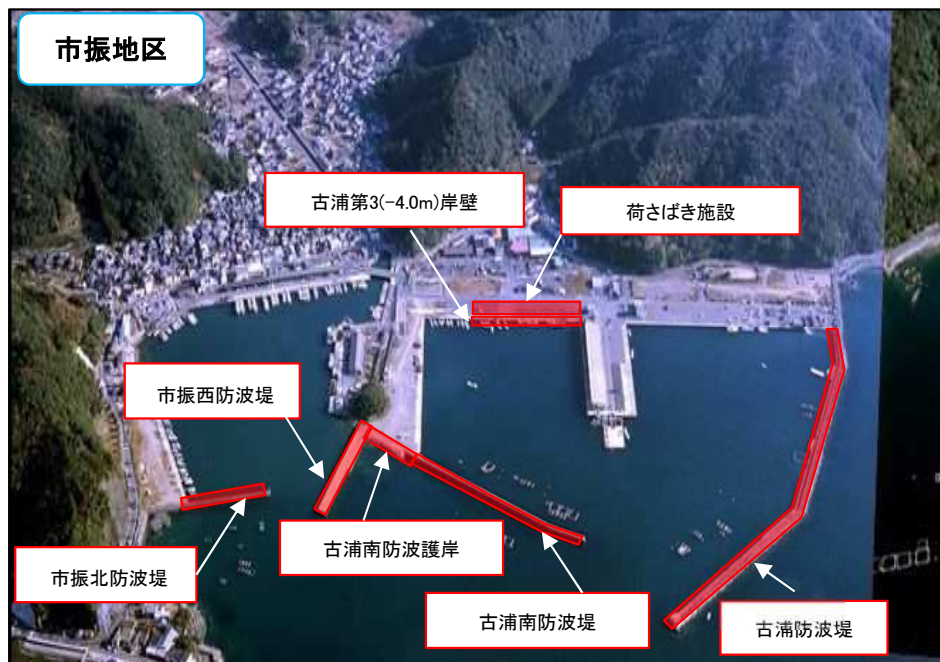 市振地区
古浦第3(-4.0m)岸壁
荷さばき施設
市振西防波堤
古浦南防波護岸
市振北防波堤
古浦南防波堤
古浦防波堤